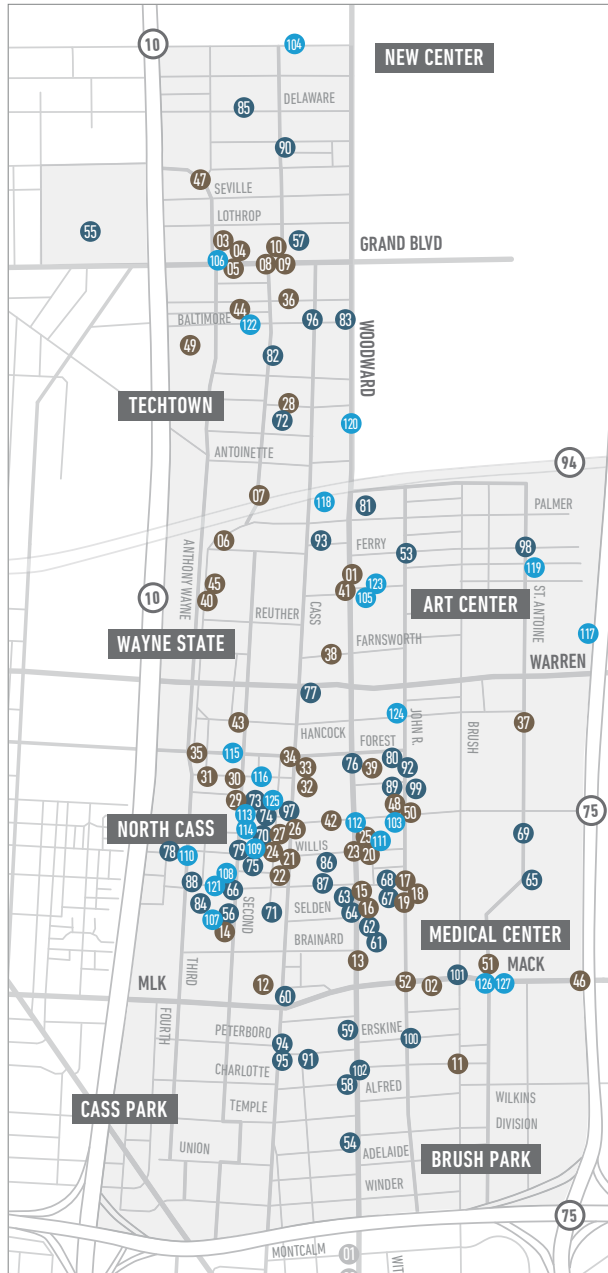 10
104
NEW CENTER
DELAWARE
85
90
47
SEVILLE
LOTHROP
55
03
04
10
57
GRAND BLVD
106
05
08
09
36
44
BALTIMORE
122
96
83
WOODWARD
49
82
TECHTOWN
28
72
120
ANTOINETTE
94
07
118
81
PALMER
06
93
FERRY
53
98
119
ANTHONY WAYNE
01
41
123
105
45
40
10
REUTHER
CASS
ART CENTER
ST. ANTOINE
117
WAYNE STATE
FARNSWORTH
38
WARREN
77
124
43
HANCOCK
FOREST
JOHN R.
BRUSH
37
35
115
34
33
76
39
80
92
31
30
116
32
89
99
29
73
125
97
48
50
75
NORTH CASS
113
74
42
112
103
114
70
27
26
25
111
69
78
110
79
109
24
21
WILLIS
23
20
75
22
86
108
88
121
66
87
68
17
65
84
56
71
SELDEN
63
15
67
18
107
14
SECOND
64
16
19
62
BRAINARD
61
MEDICAL CENTER
THIRD
13
51
MACK
MLK
12
60
52
02
101
126
127
46
FOURTH
PETERBORO
59
ERSKINE
100
94
95
91
CHARLOTTE
102
58
ALFRED
11
CASS PARK
TEMPLE
WILKINS
DIVISION
UNION
54
ADELAIDE
BRUSH PARK
WINDER
75
MONTCALM
01
WIT